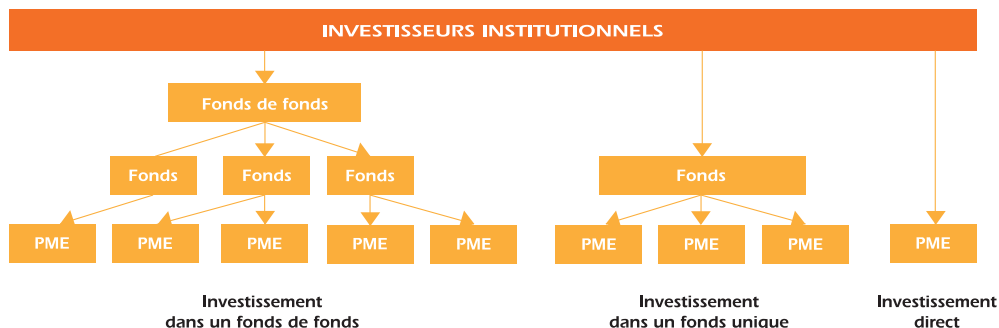 INVESTISSEURS INSTITUTIONNELS
Fonds de fonds
Fonds Fonds Fonds Fonds
PME PME PME PME PME PME PME PME PME
Investissement
dans un fonds de fonds
Investissement
dans un fonds unique
Investissement
direct